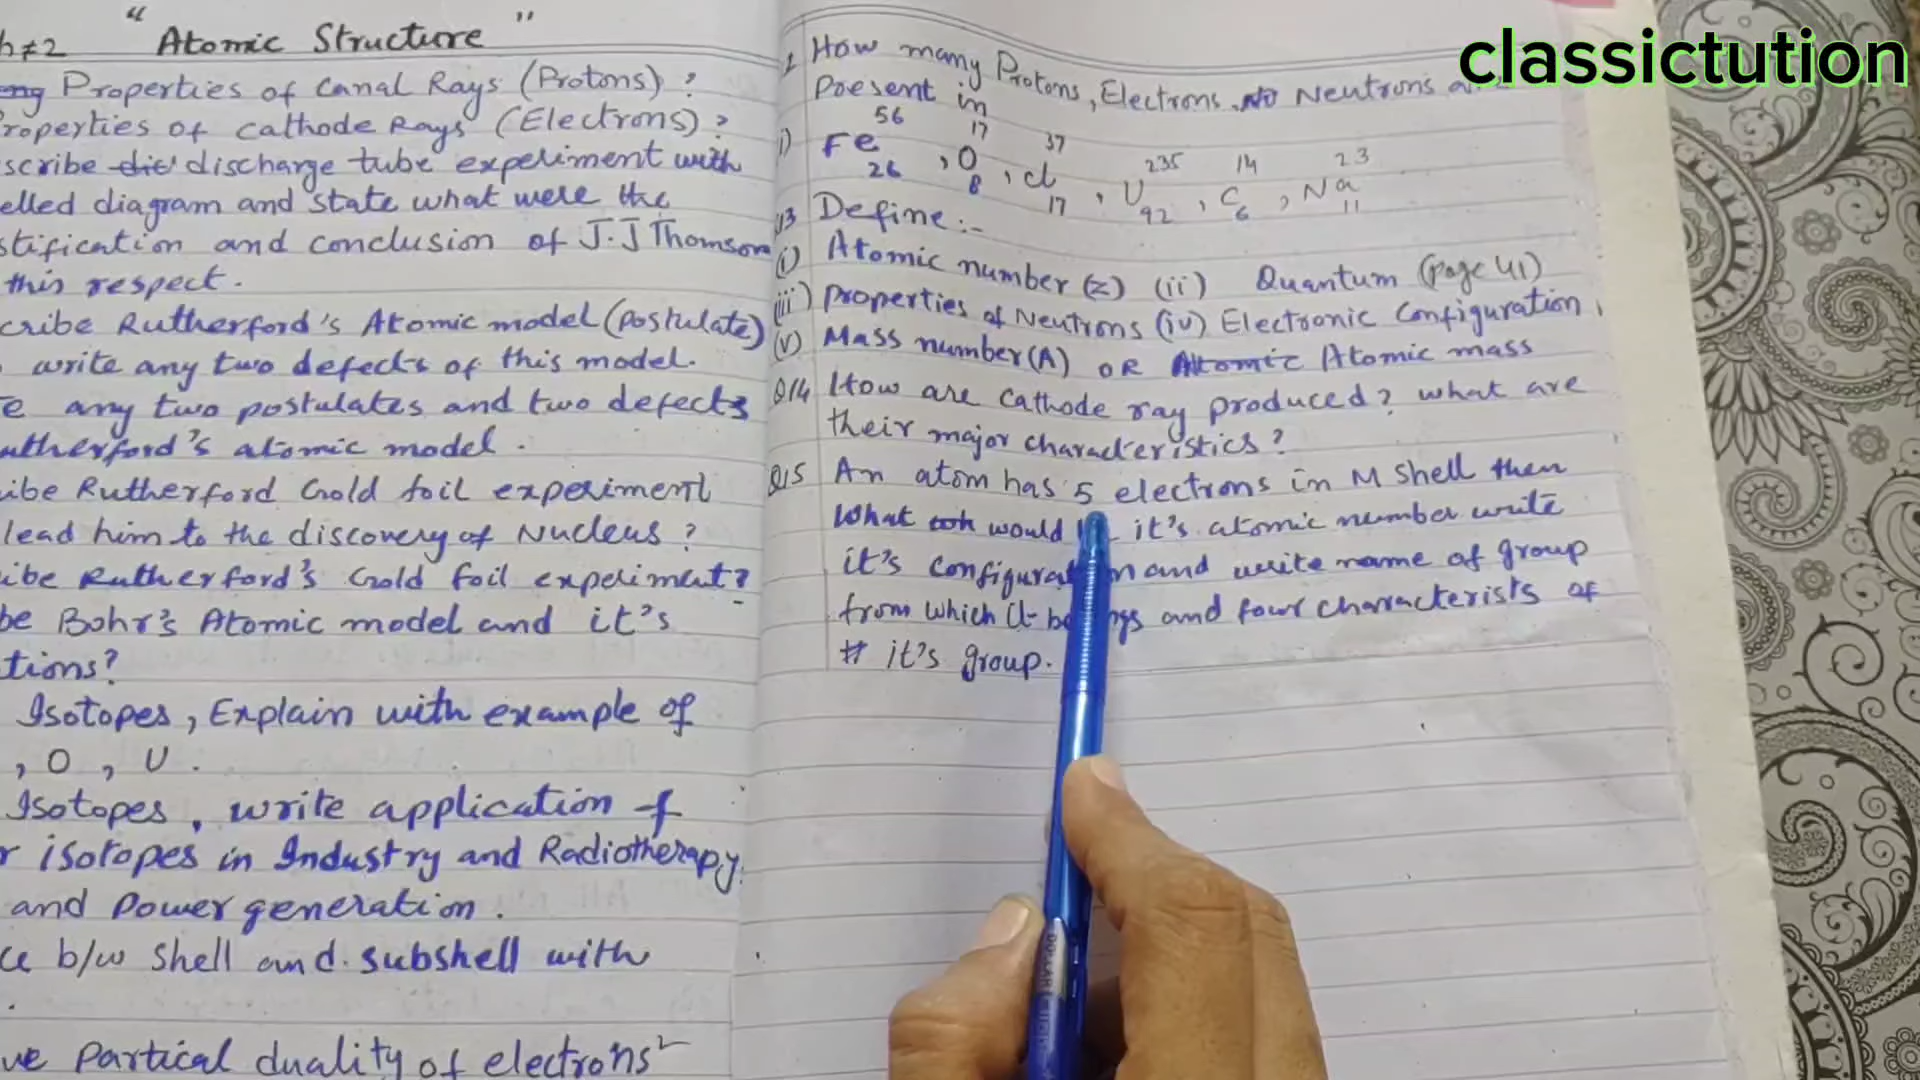 classictution
" Atomic Structure "
Properties of Canal Rays (Protons)?
roperties of Cathode Rays (Electrons)?
scribe discharge tube experiment with
elled diagram and state what were the
stification and conclusion of J.J Thomson
this respect.
cribe Rutherford's Atomic model (Postulate)
write any two defects of this model.
e any two postulates and two defects
utherford's atomic model.
ibe Rutherford Gold foil experiment
lead him to the discovery of Nucleus?
ibe Rutherford's Gold foil experiment?
be Bohr's Atomic model and it's
tions?
Isotopes, Explain with example of
, O , U .
Isotopes, write application of
r isotopes in Industry and Radiotherapy.
and Power generation.
ce b/w Shell and subshell with
.
ve Partical duality of electrons
How many Protons, Electrons, No Neutrons a
Present in
i) Fe 56 26 , O 17 8 , cl 37 17 , U 235 92 , C 14 6 , Na 23 11
13 Define :-
(i) Atomic number (z) (ii) Quantum (page 41)
(iii) Properties of Neutrons (iv) Electronic Configuration
(v) Mass number (A) OR Atomic Atomic mass
Q14 How are Cathode ray produced? what are
their major characteristics?
Q15 An atom has 5 electrons in M Shell then
What would it's atomic number write
it's and write name of group
from which it and four characterists of
# it's group.